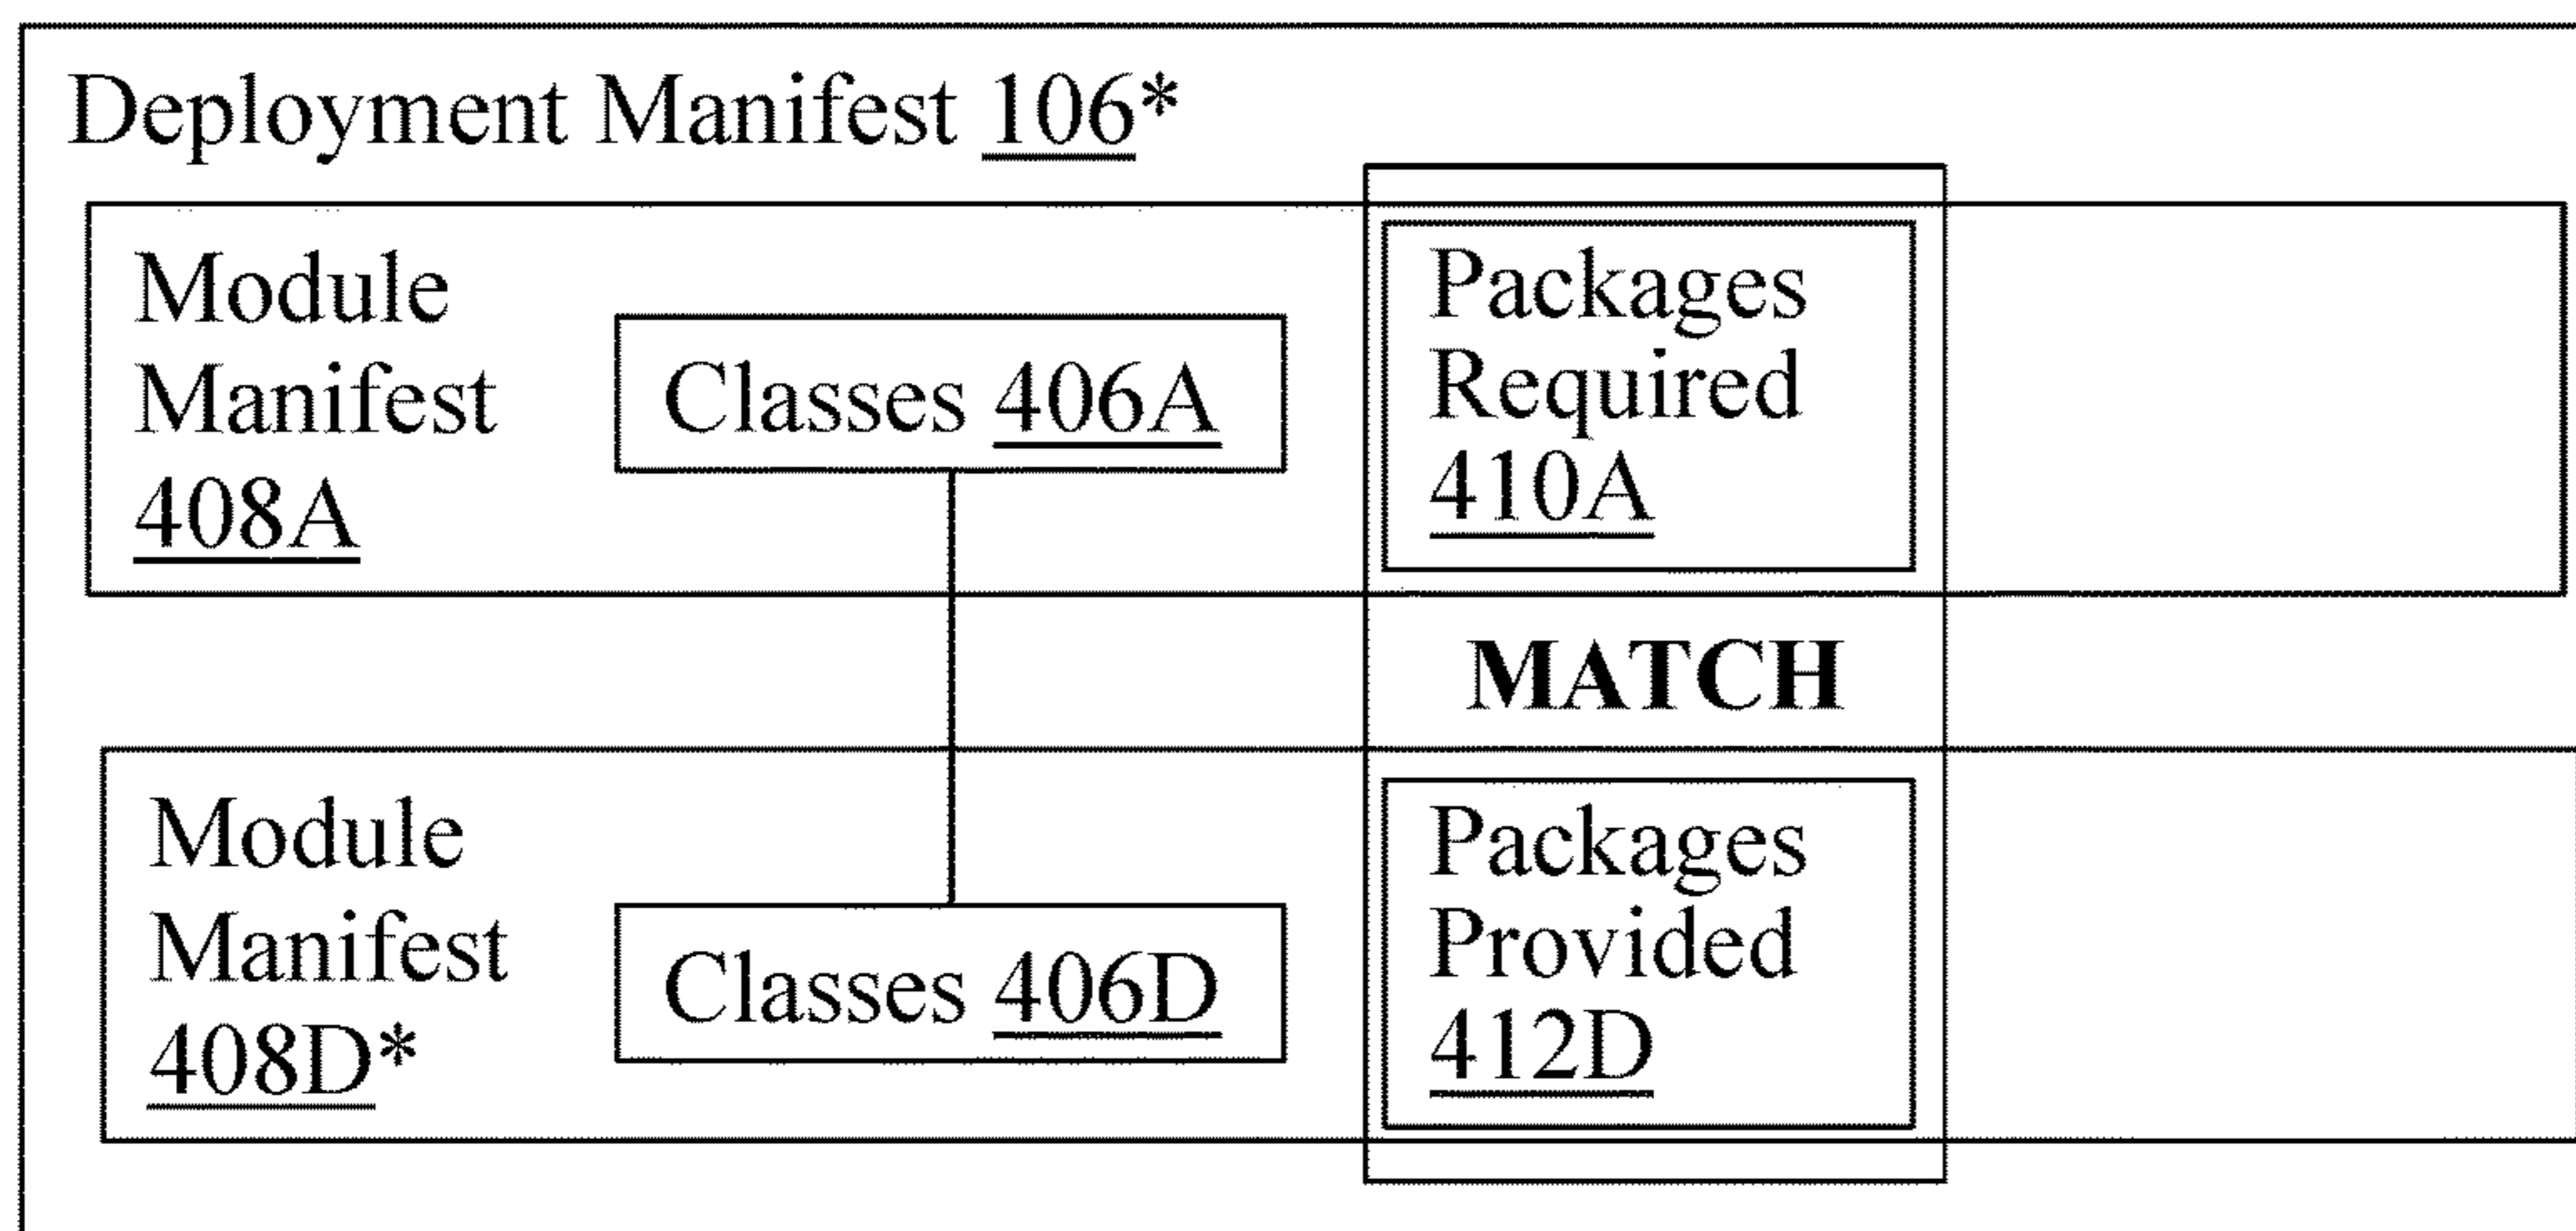 Deployment Manifest 106*
Module
Manifest
408A
Classes 406A
Packages
Required
410A
MATCH
Module
Manifest
408D*
Classes 406D
Packages
Provided
412D